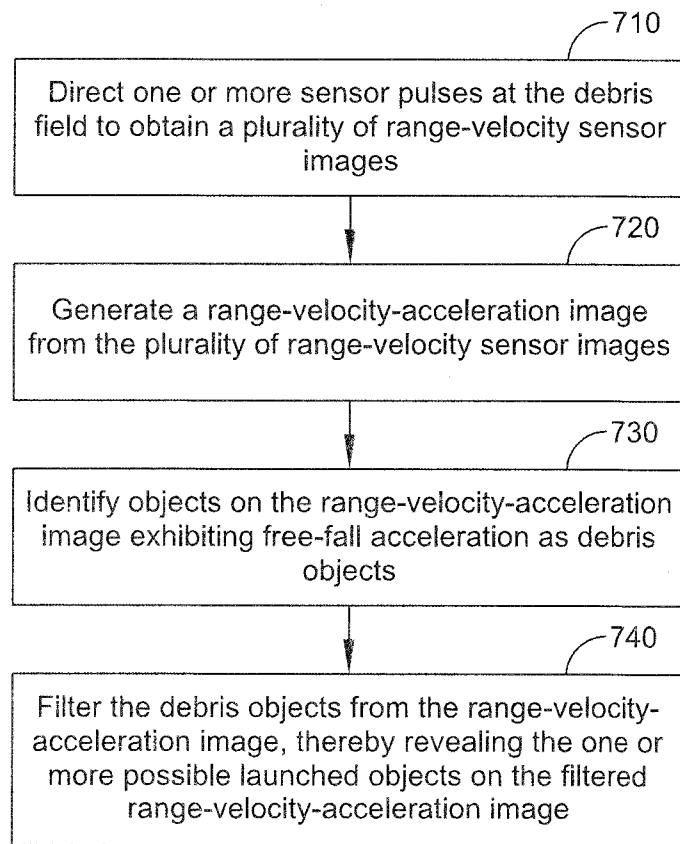 710
Direct one or more sensor pulses at the debris
field to obtain a plurality of range-velocity sensor
images
720
Generate a range-velocity-acceleration image
from the plurality of range-velocity sensor images
730
Identify objects on the range-velocity-acceleration
image exhibiting free-fall acceleration as debris
objects
740
Filter the debris objects from the range-velocity-
acceleration image, thereby revealing the one or
more possible launched objects on the filtered
range-velocity-acceleration image